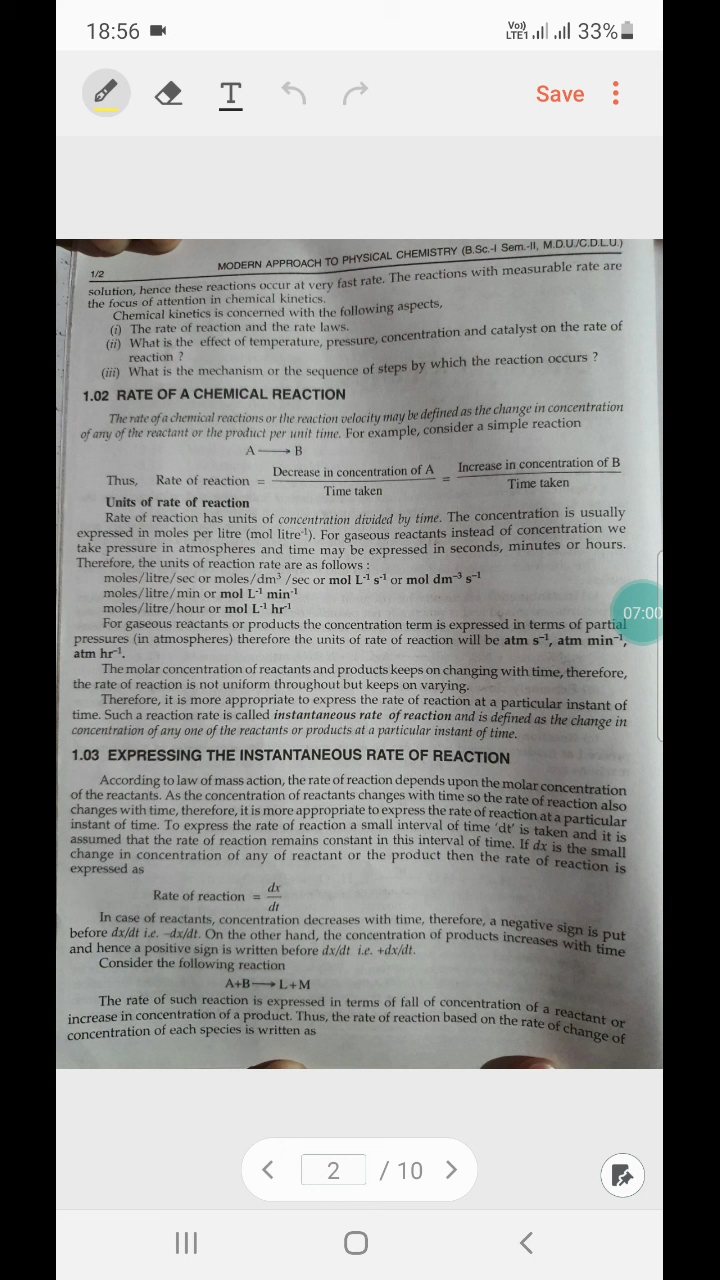 18:56
Vo))
LTE1
33%
T
Save
1/2
MODERN APPROACH TO PHYSICAL CHEMISTRY (B.Sc.-I Sem.-II, M.D.U./C.D.L.U.)
solution, hence these reactions occur at very fast rate. The reactions with measurable rate are
the focus of attention in chemical kinetics.
Chemical kinetics is concerned with the following aspects,
(i) The rate of reaction and the rate laws.
(ii) What is the effect of temperature, pressure, concentration and catalyst on the rate of
reaction ?
(iii) What is the mechanism or the sequence of steps by which the reaction occurs ?
1.02 RATE OF A CHEMICAL REACTION
The rate of a chemical reactions or the reaction velocity may be defined as the change in concentration
of any of the reactant or the product per unit time. For example, consider a simple reaction
A ⟶ B
Thus, Rate of reaction = Decrease in concentration of A / Time taken = Increase in concentration of B / Time taken
Units of rate of reaction
Rate of reaction has units of concentration divided by time. The concentration is usually
expressed in moles per litre (mol litre⁻¹). For gaseous reactants instead of concentration we
take pressure in atmospheres and time may be expressed in seconds, minutes or hours.
Therefore, the units of reaction rate are as follows :
moles/litre/sec or moles/dm³ /sec or mol L⁻¹ s⁻¹ or mol dm⁻³ s⁻¹
moles/litre/min or mol L⁻¹ min⁻¹
moles/litre/hour or mol L⁻¹ hr⁻¹
07:00
For gaseous reactants or products the concentration term is expressed in terms of partial
pressures (in atmospheres) therefore the units of rate of reaction will be atm s⁻¹, atm min⁻¹,
atm hr⁻¹.
The molar concentration of reactants and products keeps on changing with time, therefore,
the rate of reaction is not uniform throughout but keeps on varying.
Therefore, it is more appropriate to express the rate of reaction at a particular instant of
time. Such a reaction rate is called instantaneous rate of reaction and is defined as the change in
concentration of any one of the reactants or products at a particular instant of time.
1.03 EXPRESSING THE INSTANTANEOUS RATE OF REACTION
According to law of mass action, the rate of reaction depends upon the molar concentration
of the reactants. As the concentration of reactants changes with time so the rate of reaction also
changes with time, therefore, it is more appropriate to express the rate of reaction at a particular
instant of time. To express the rate of reaction a small interval of time 'dt' is taken and it is
assumed that the rate of reaction remains constant in this interval of time. If dx is the small
change in concentration of any of reactant or the product then the rate of reaction is
expressed as
Rate of reaction = dx / dt
In case of reactants, concentration decreases with time, therefore, a negative sign is put
before dx/dt i.e. –dx/dt. On the other hand, the concentration of products increases with time
and hence a positive sign is written before dx/dt i.e. +dx/dt.
Consider the following reaction
A+B ⟶ L+M
The rate of such reaction is expressed in terms of fall of concentration of a reactant or
increase in concentration of a product. Thus, the rate of reaction based on the rate of change of
concentration of each species is written as
2 / 10